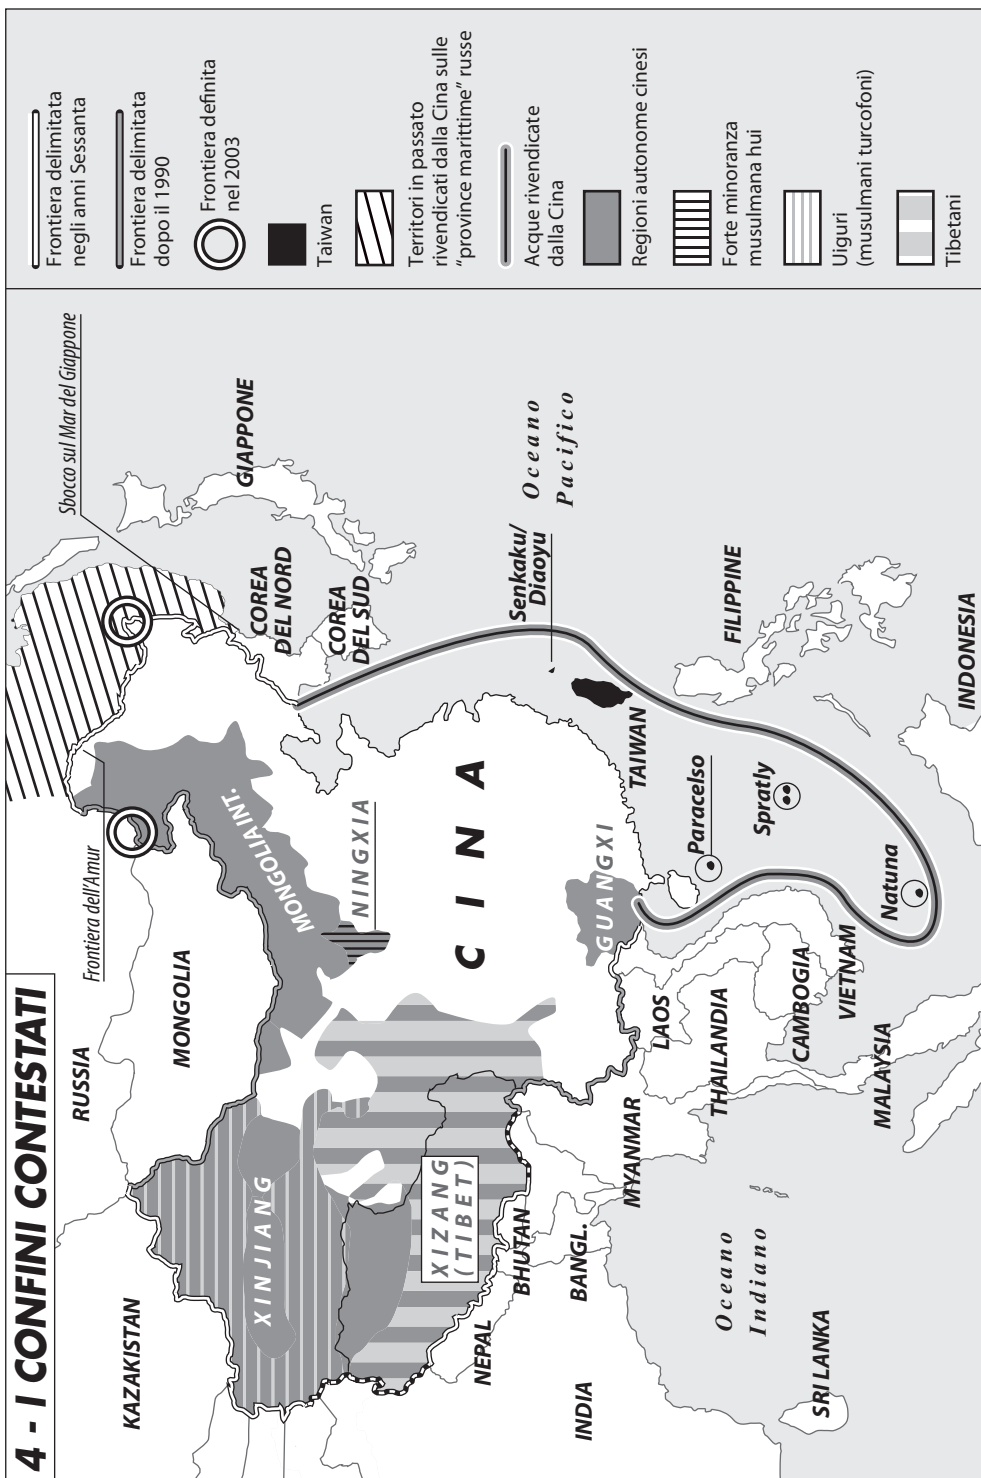 4 - I CONFINI CONTESTATI
RUSSIA
KAZAKISTAN
MONGOLIA
Frontiera dell'Amur
Sbocco sul Mar del Giappone
XINJIANG
MONGOLIA INT.
NINGXIA
GIAPPONE
COREA
DEL NORD
COREA
DEL SUD
XIZANG
(TIBET)
CINA
Oceano
Pacifico
Senkaku/
Diaoyu
NEPAL
BHUTAN
BANGL.
INDIA
GUANGXI
TAIWAN
MYANMAR
LAOS
THAILANDIA
CAMBOGIA
VIETNAM
MALAYSIA
Paracelso
Spratly
Natuna
FILIPPINE
INDONESIA
Oceano
Indiano
SRI LANKA
Frontiera delimitata
negli anni Sessanta
Frontiera delimitata
dopo il 1990
Frontiera definita
nel 2003
Taiwan
Territori in passato
rivendicati dalla Cina sulle
“province marittime” russe
Acque rivendicate
dalla Cina
Regioni autonome cinesi
Forte minoranza
musulmana hui
Uiguri
(musulmani turcofoni)
Tibetani